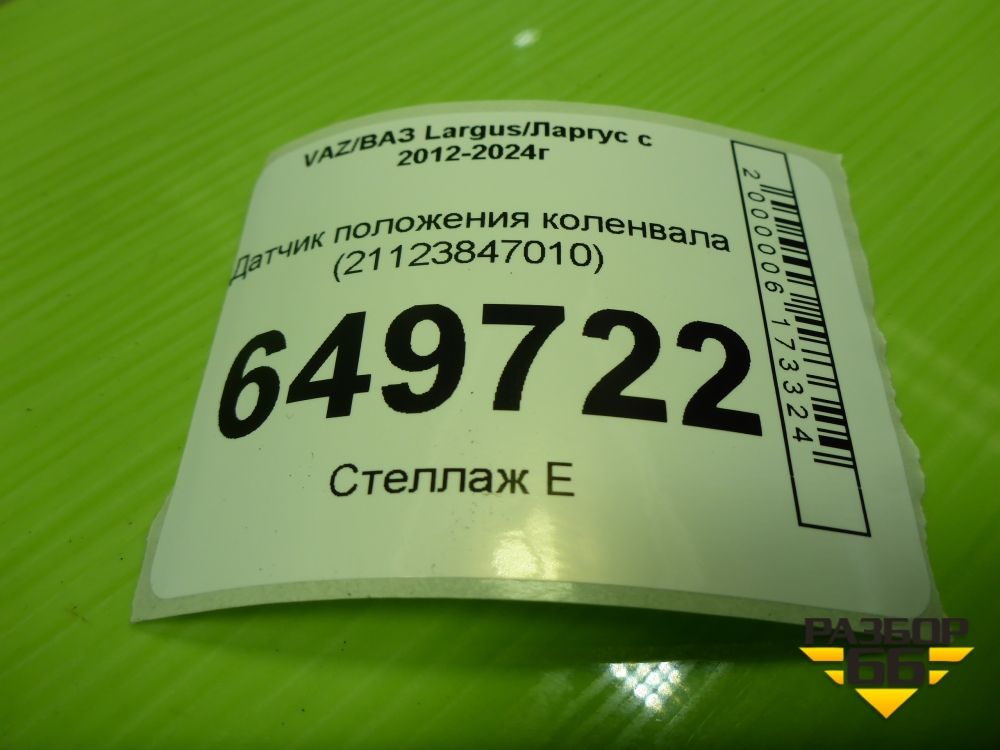 VAZ/ВАЗ Largus/Ларгус с
2012-2024г
Датчик положения коленвала
(21123847010)
649722
Стеллаж Е
2000006173324
РАЗБОР
66